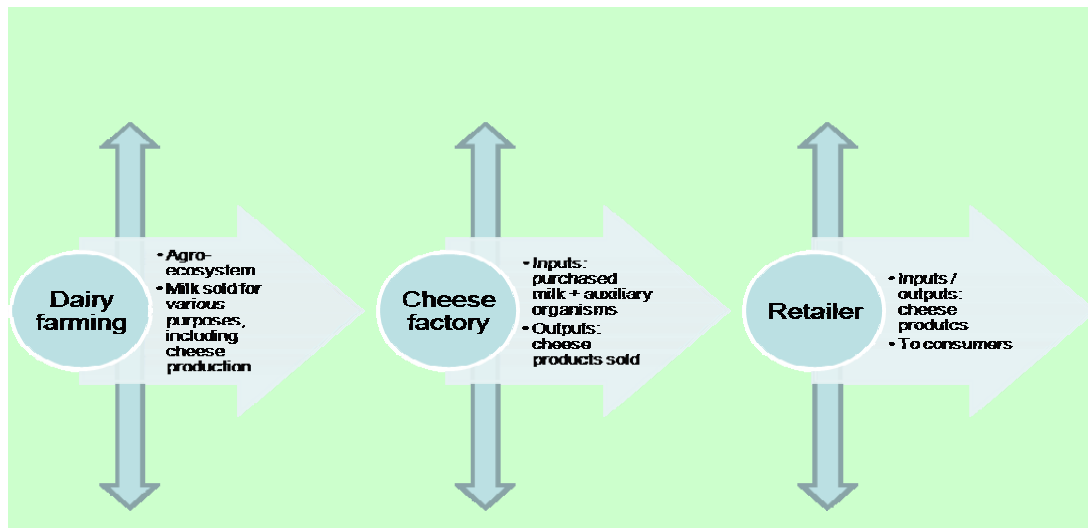 Dairy
farming
• Agro-
ecosystem
• Milk sold for
various
purposes,
including
cheese
production
Cheese
factory
• Inputs:
purchased
milk + auxiliary
organisms
• Outputs:
cheese
products sold
Retailer
• Inputs /
outputs:
cheese
produtcs
• To consumers